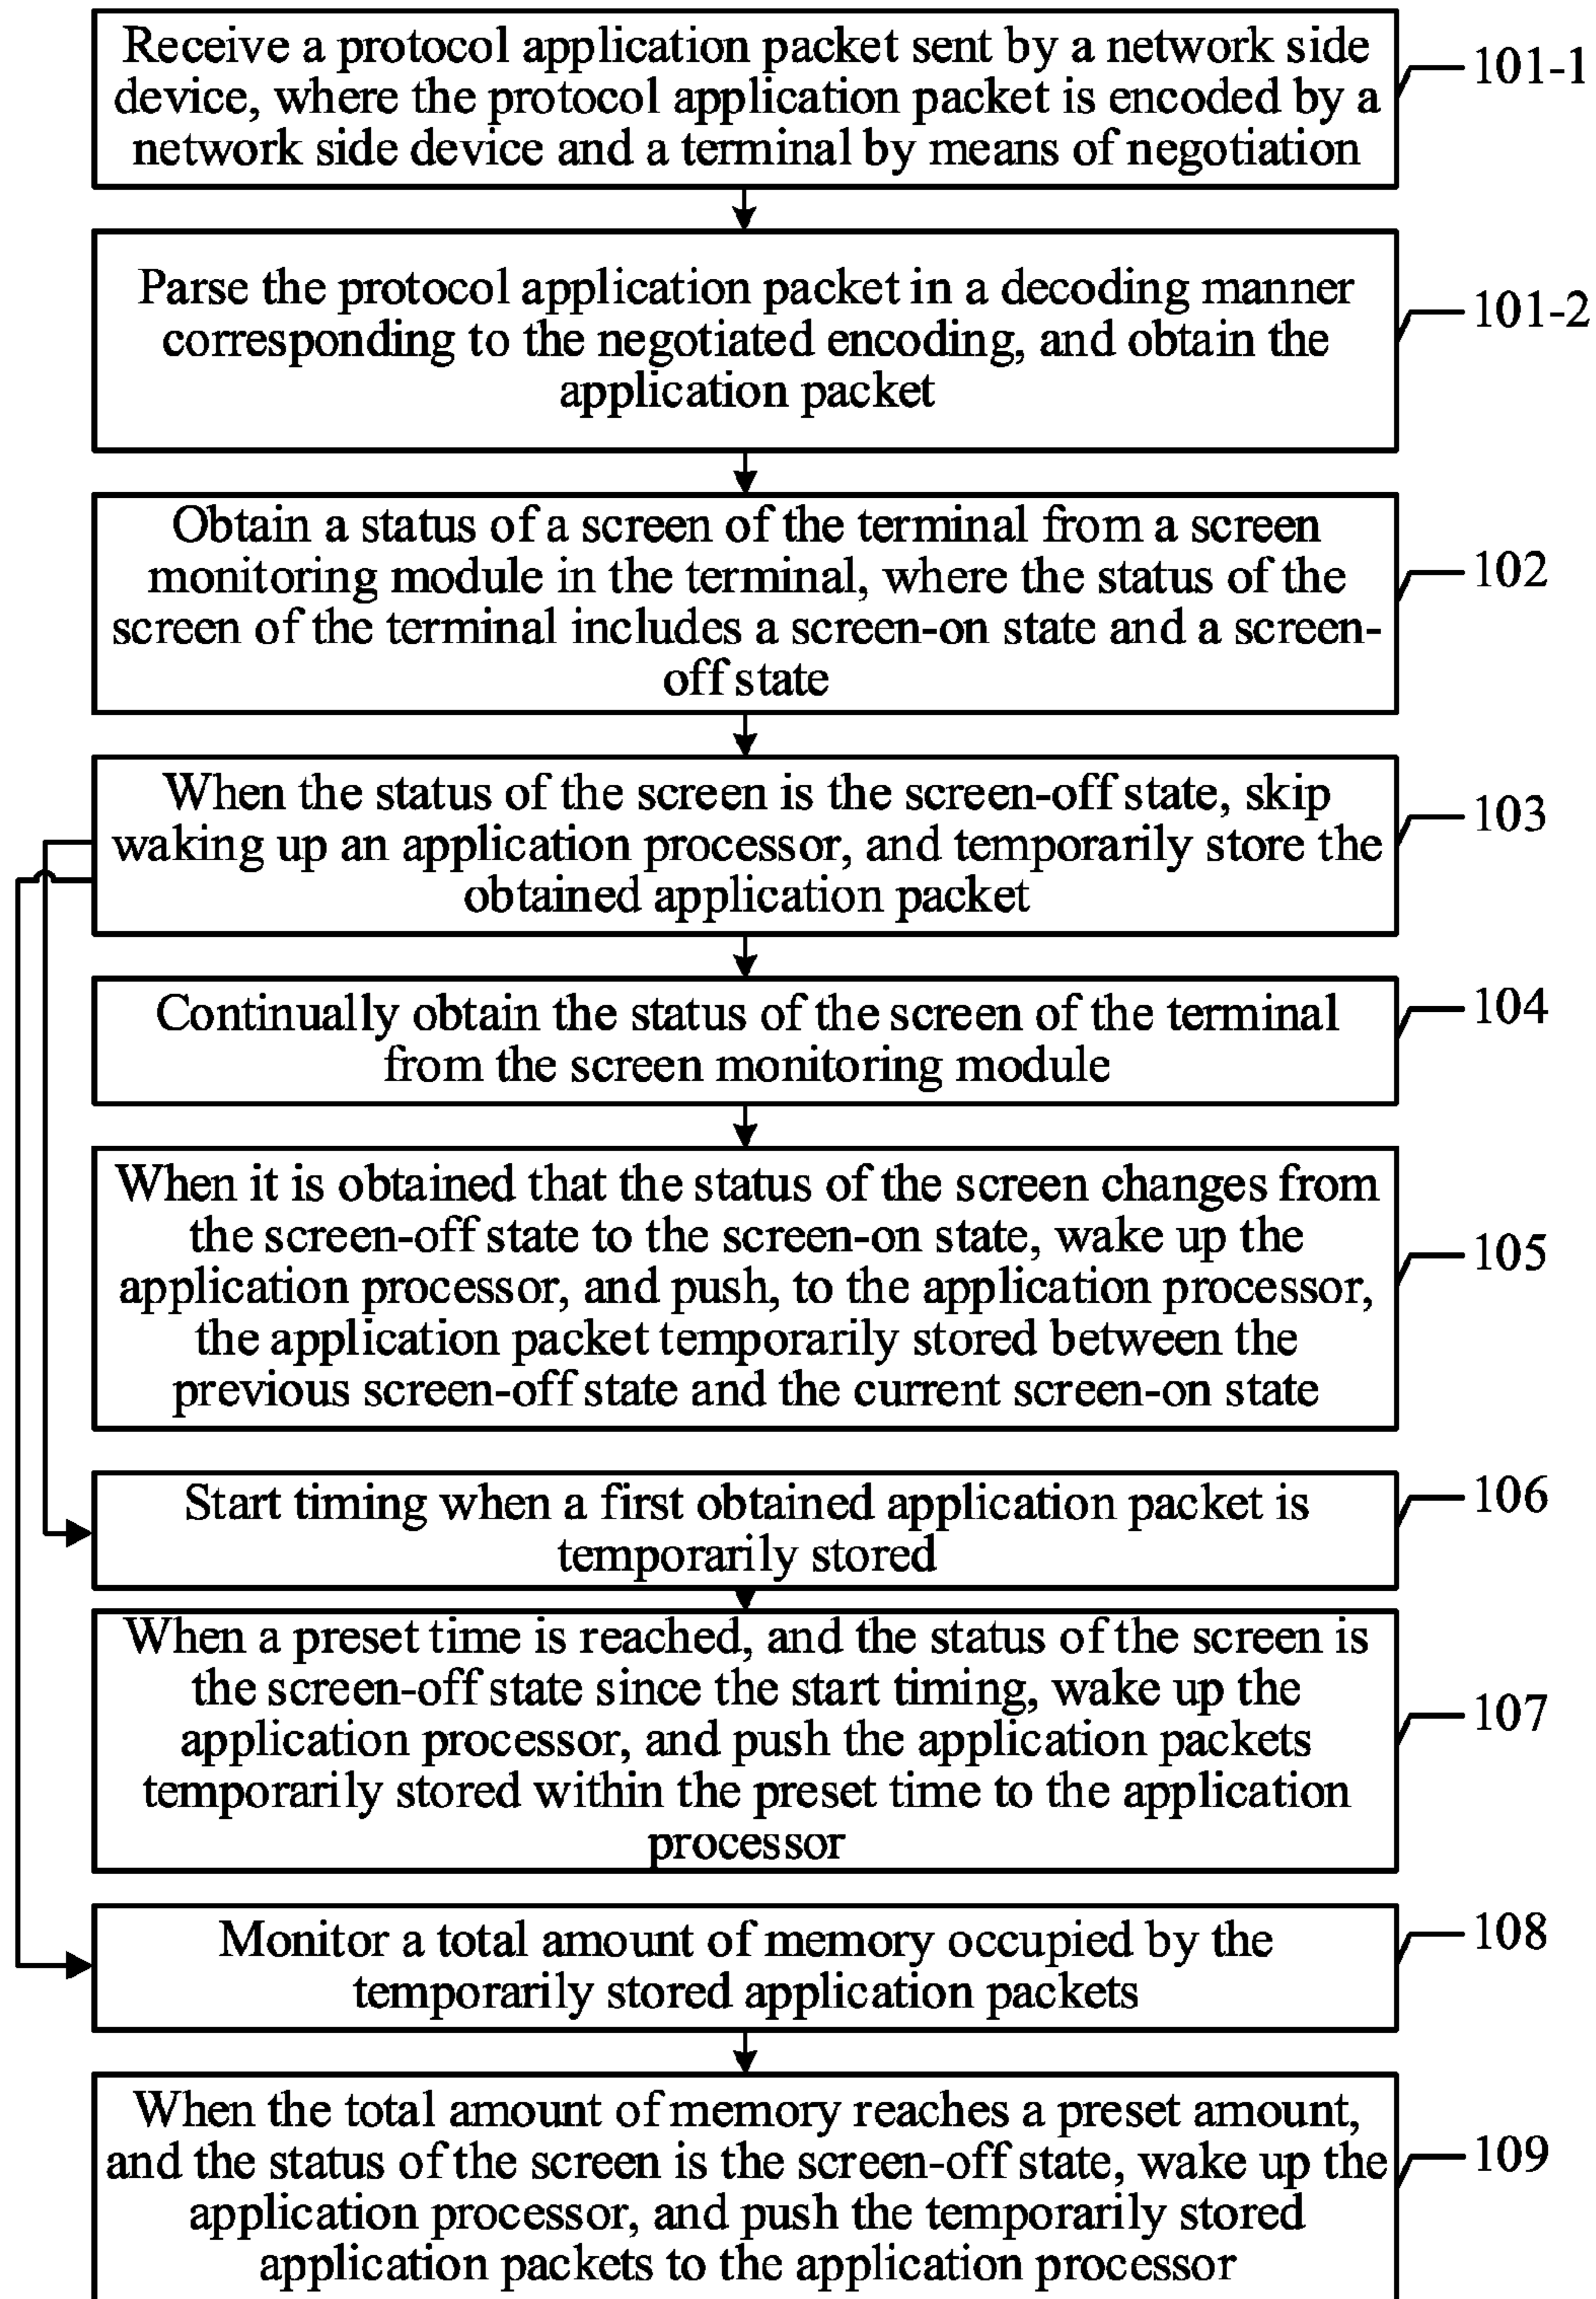 Receive a protocol application packet sent by a network side
device, where the protocol application packet is encoded by a
network side device and a terminal by means of negotiation
101-1
Parse the protocol application packet in a decoding manner
corresponding to the negotiated encoding, and obtain the
application packet
101-2
Obtain a status of a screen of the terminal from a screen
monitoring module in the terminal, where the status of the
screen of the terminal includes a screen-on state and a screen-
off state
102
When the status of the screen is the screen-off state, skip
waking up an application processor, and temporarily store the
obtained application packet
103
Continually obtain the status of the screen of the terminal
from the screen monitoring module
104
When it is obtained that the status of the screen changes from
the screen-off state to the screen-on state, wake up the
application processor, and push, to the application processor,
the application packet temporarily stored between the
previous screen-off state and the current screen-on state
105
Start timing when a first obtained application packet is
temporarily stored
106
When a preset time is reached, and the status of the screen is
the screen-off state since the start timing, wake up the
application processor, and push the application packets
temporarily stored within the preset time to the application
processor
107
Monitor a total amount of memory occupied by the
temporarily stored application packets
108
When the total amount of memory reaches a preset amount,
and the status of the screen is the screen-off state, wake up the
application processor, and push the temporarily stored
application packets to the application processor
109